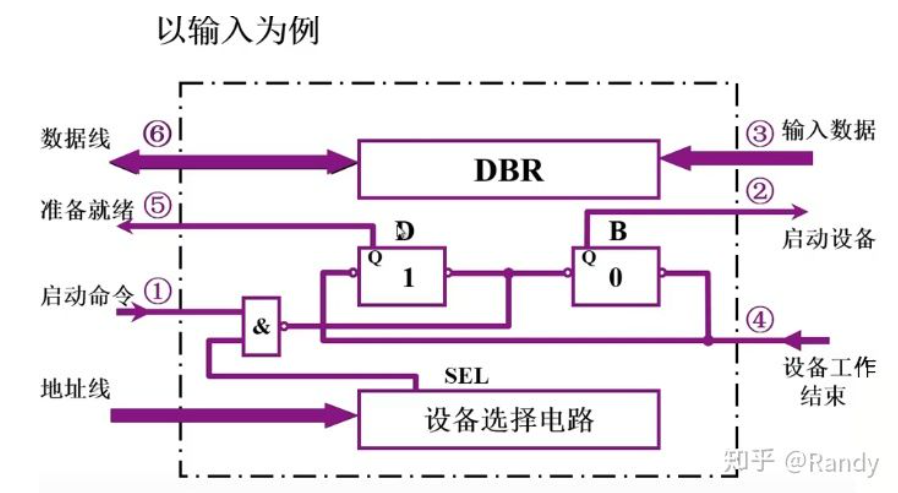 以输入为例
数据线 ⑥
DBR
③ 输入数据
准备就绪 ⑤
②
启动设备
D
Q
1
B
Q
0
启动命令 ①
&
④
设备工作
结束
地址线
SEL
设备选择电路
知乎 @Randy